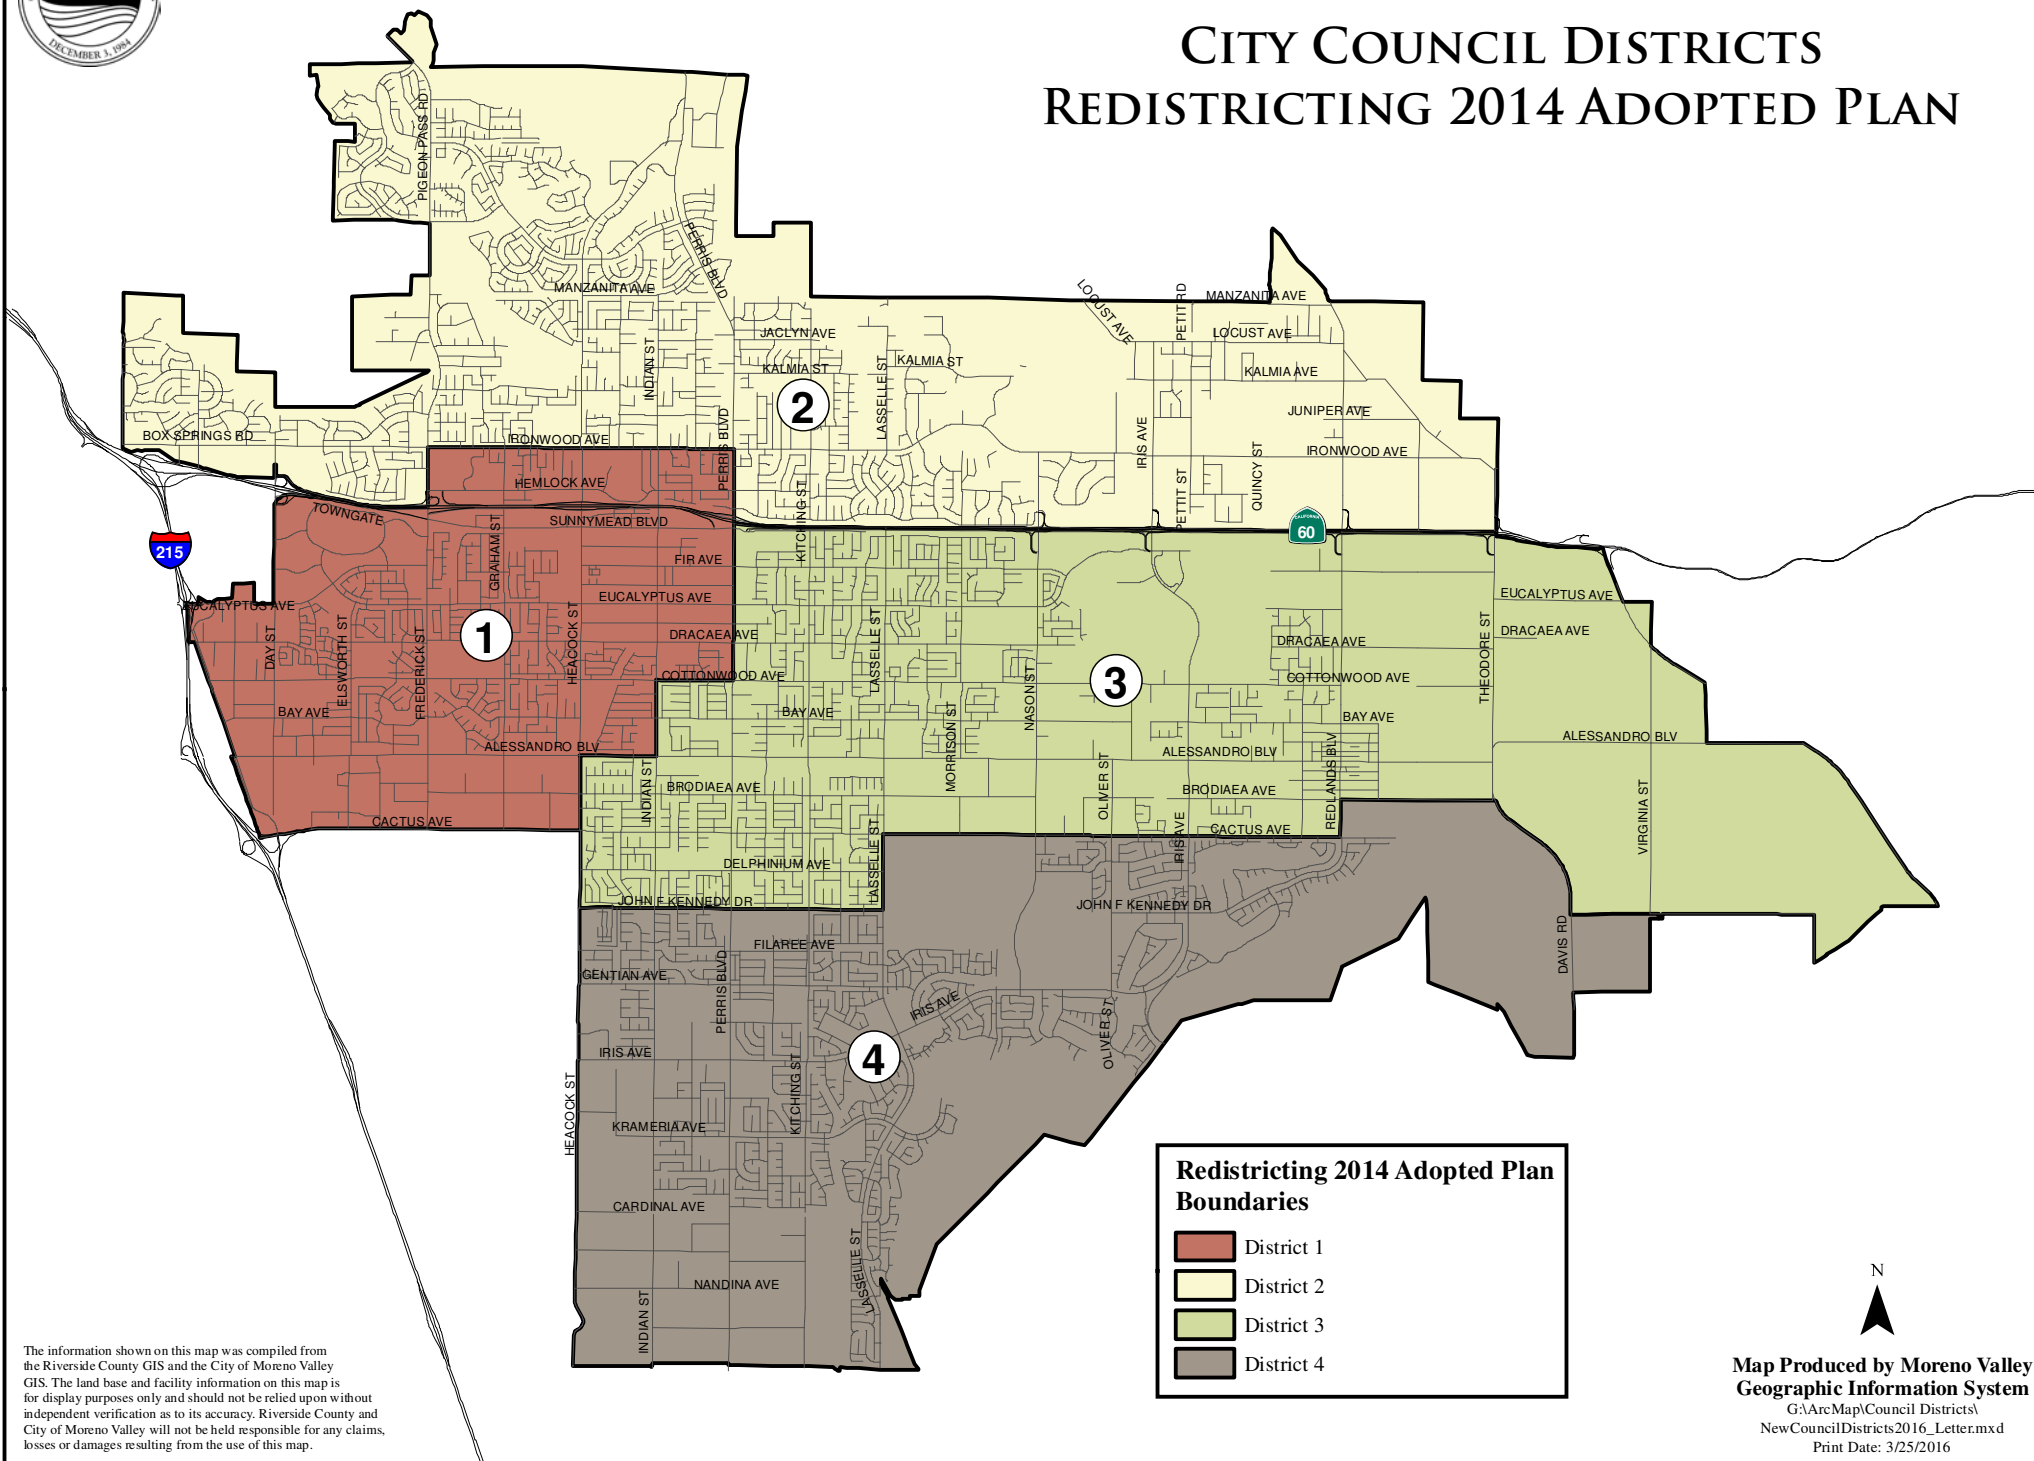 DECEMBER 3, 1984
CITY COUNCIL DISTRICTS
REDISTRICTING 2014 ADOPTED PLAN
PIGEON PASS RD
PERRIS BLVD
MANZANITA AVE
LOCUST AVE
PETIT RD
MANZANITA AVE
LOCUST AVE
JACLYN AVE
INDIAN ST
KALMIA ST
LASSELLE ST
KALMIA ST
KALMIA AVE
2
JUNIPER AVE
BOX SPRINGS RD
IRONWOOD AVE
PERRIS BLVD
IRIS AVE
QUINCY ST
IRONWOOD AVE
HEMLOCK AVE
KITCHING ST
PETTIT ST
TOWNGATE
SUNNYMEAD BLVD
CALIFORNIA
60
215
GRAHAM ST
FIR AVE
EUCALYPTUS AVE
EUCALYPTUS AVE
EUCALYPTUS AVE
DAY ST
ELSWORTH ST
FREDERICK ST
1
HEACOCK ST
DRACAEA AVE
LASSELLE ST
DRACAEA AVE
THEODORE ST
DRACAEA AVE
COTTONWOOD AVE
NASON ST
3
COTTONWOOD AVE
BAY AVE
BAY AVE
MORRISON ST
BAY AVE
ALESSANDRO BLV
ALESSANDRO BLV
ALESSANDRO BLV
INDIAN ST
BRODIAEA AVE
OLIVER ST
BRODIAEA AVE
REDLANDS BLV
VIRGINIA ST
CACTUS AVE
LASSELLE ST
IRIS AVE
CACTUS AVE
DELPHINIUM AVE
JOHN F KENNEDY DR
JOHN F KENNEDY DR
FILAREE AVE
DAVIS RD
GENTIAN AVE
PERRIS BLVD
IRIS AVE
OLIVER ST
IRIS AVE
4
HEACOCK ST
KITCHING ST
KRAMERIA AVE
CARDINAL AVE
LASSELLE ST
NANDINA AVE
INDIAN ST
Redistricting 2014 Adopted Plan
Boundaries
District 1
District 2
District 3
District 4
N
The information shown on this map was compiled from
the Riverside County GIS and the City of Moreno Valley
GIS. The land base and facility information on this map is
for display purposes only and should not be relied upon without
independent verification as to its accuracy. Riverside County and
City of Moreno Valley will not be held responsible for any claims,
losses or damages resulting from the use of this map.
Map Produced by Moreno Valley
Geographic Information System
G:\ArcMap\Council Districts\
NewCouncilDistricts2016_Letter.mxd
Print Date: 3/25/2016